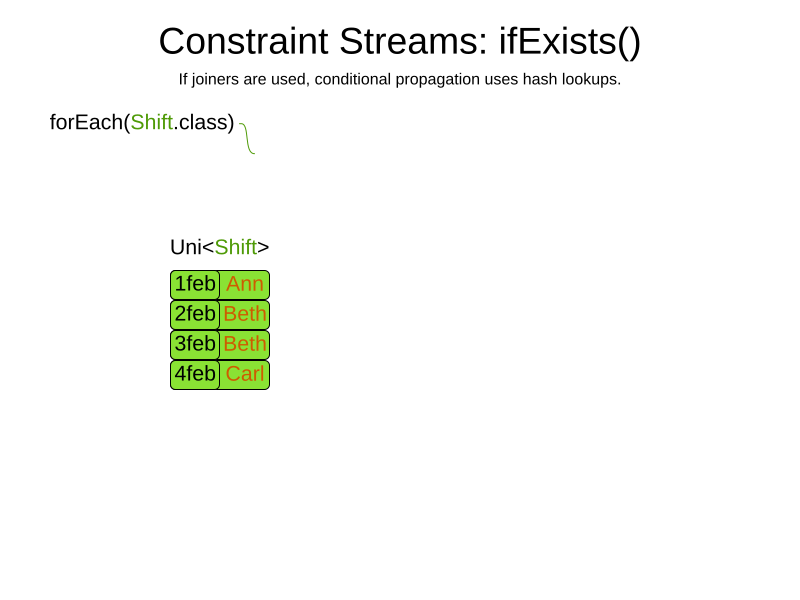 Constraint Streams: ifExists()
If joiners are used, conditional propagation uses hash lookups.
forEach(Shift.class)
Uni<Shift>
1feb Ann
2feb Beth
3feb Beth
4feb Carl